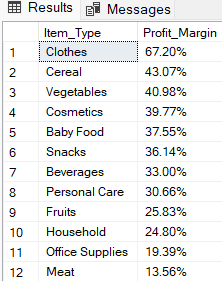 Results Messages
Item_Type Profit_Margin
1 Clothes 67.20%
2 Cereal 43.07%
3 Vegetables 40.98%
4 Cosmetics 39.77%
5 Baby Food 37.55%
6 Snacks 36.14%
7 Beverages 33.00%
8 Personal Care 30.66%
9 Fruits 25.83%
10 Household 24.80%
11 Office Supplies 19.39%
12 Meat 13.56%